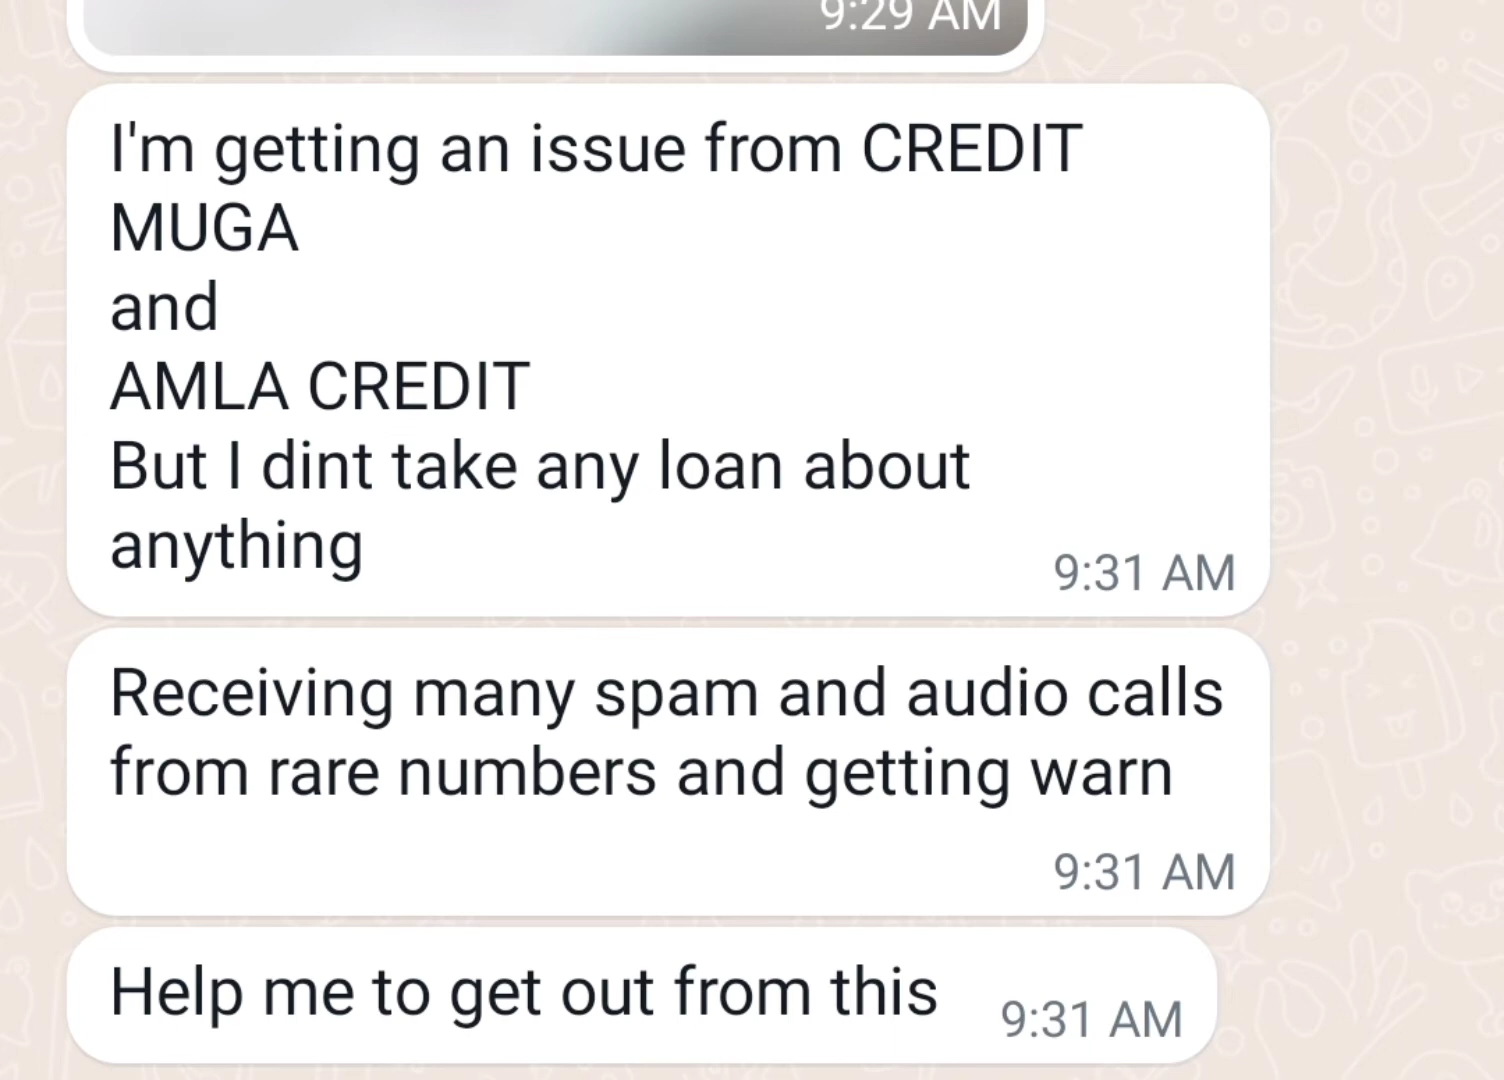 9:29 AM
I'm getting an issue from CREDIT
MUGA
and
AMLA CREDIT
But I dint take any loan about
anything
9:31 AM
Receiving many spam and audio calls
from rare numbers and getting warn
9:31 AM
Help me to get out from this
9:31 AM